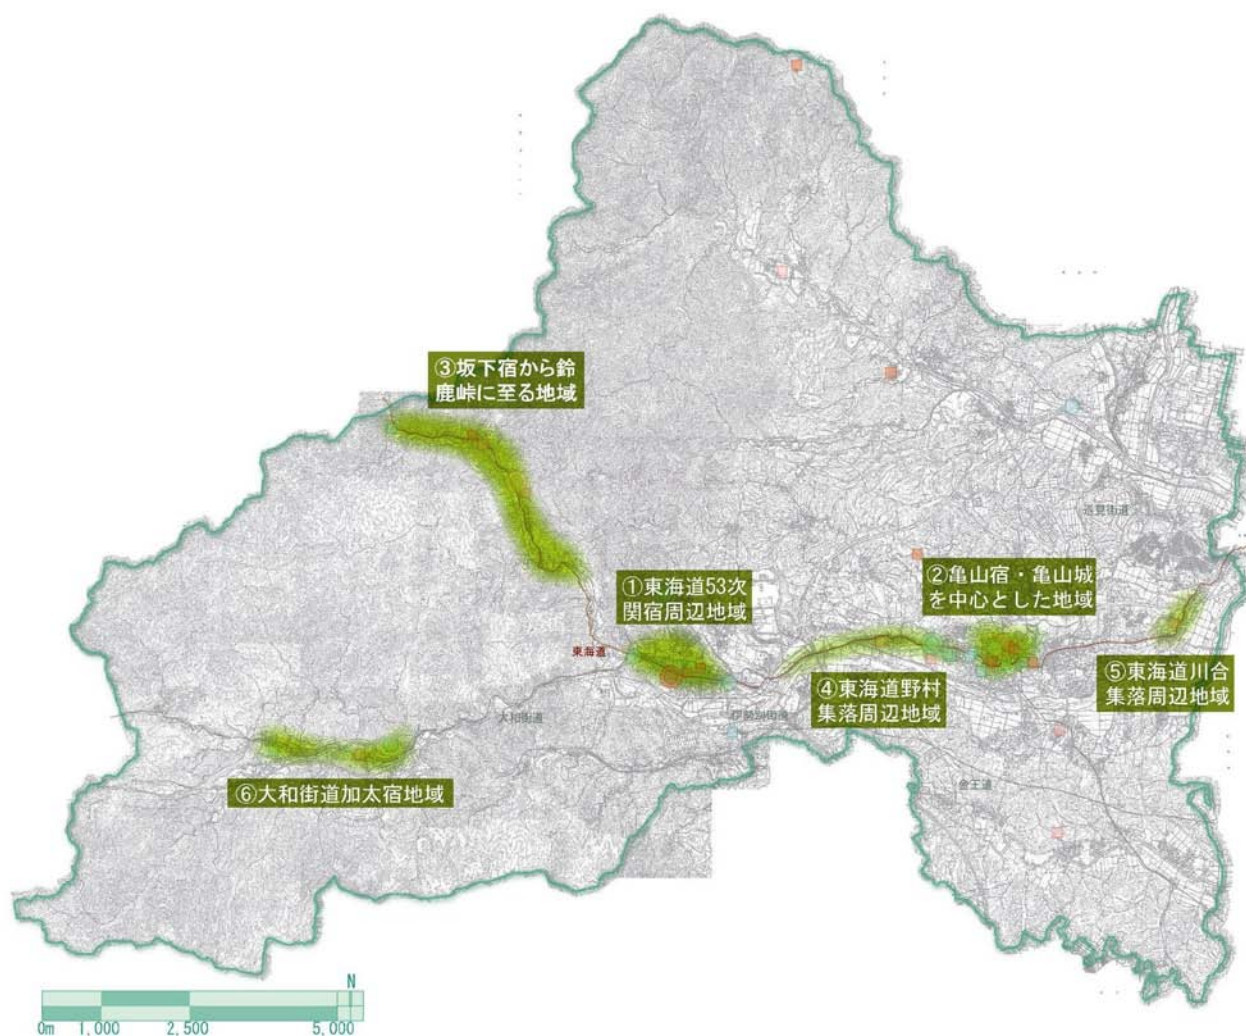 ③坂下宿から鈴
鹿峠に至る地域
①東海道53次
関宿周辺地域
②亀山宿・亀山城
を中心とした地域
東海道
④東海道野村
集落周辺地域
⑤東海道川合
集落周辺地域
大和街道
⑥大和街道加太宿地域
N
0m 1,000 2,500 5,000